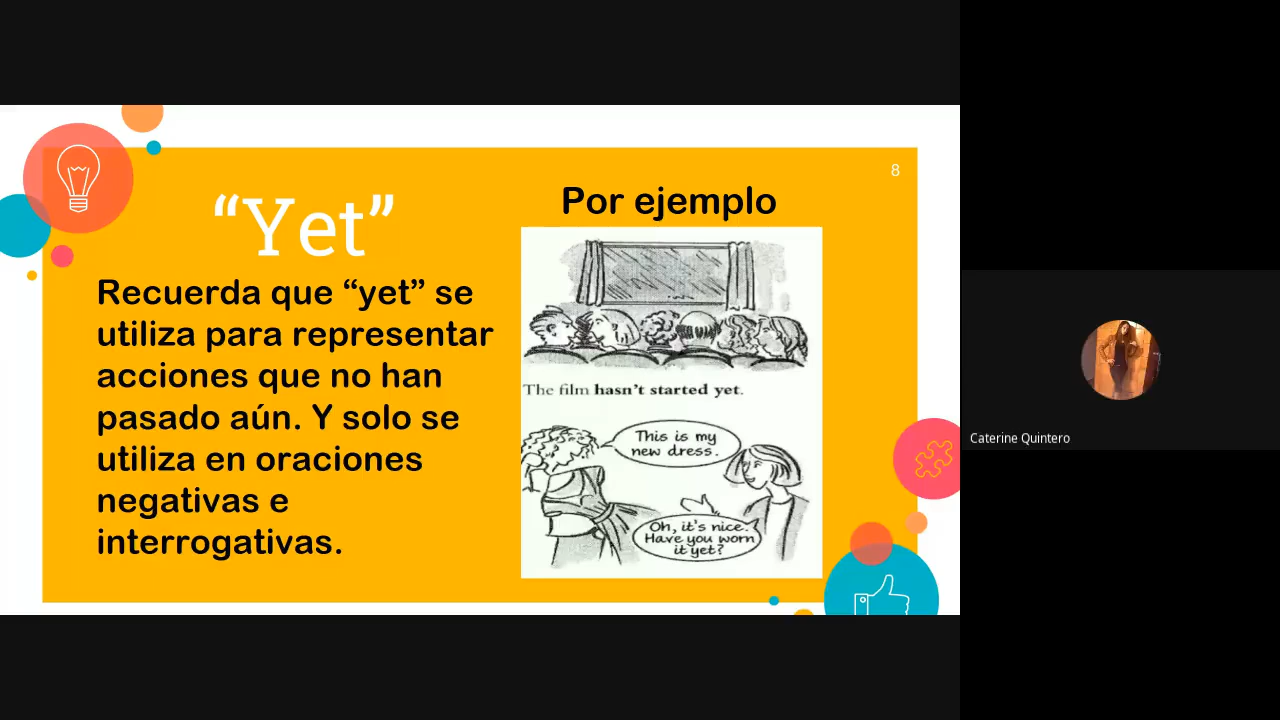 8
“Yet”
Recuerda que “yet” se
utiliza para representar
acciones que no han
pasado aún. Y solo se
utiliza en oraciones
negativas e
interrogativas.
Por ejemplo
The film hasn't started yet.
This is my
new dress.
Oh, it's nice.
Have you worn
it yet?
Caterine Quintero